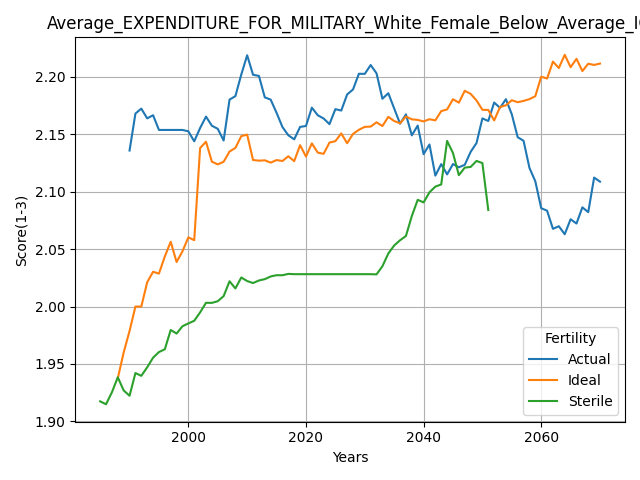 Average_EXPENDITURE_FOR_MILITARY_White_Female_Below_Average_I
2.20
2.15
2.10
2.05
2.00
1.95
1.90
Score(1-3)
2000
2020
2040
2060
Years
Fertility
Actual
Ideal
Sterile